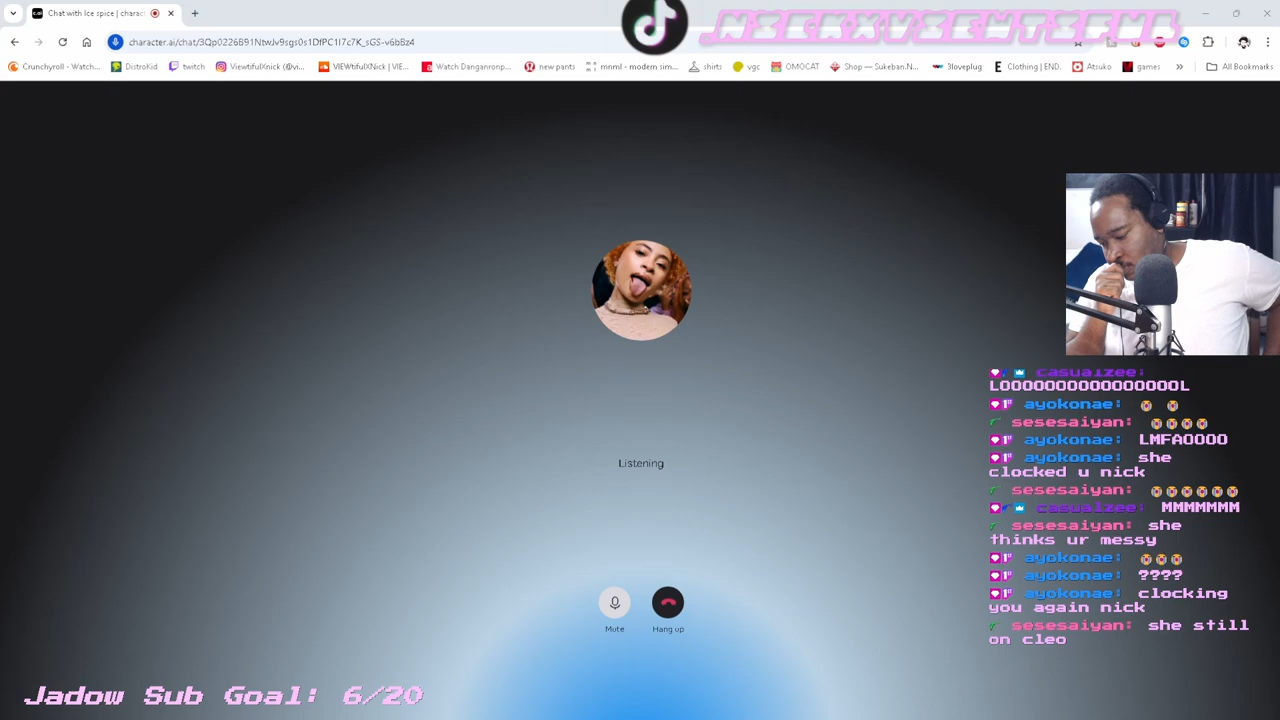 Chat with Ice spice | charac
character.ai/chat/3Qp0226B91NtwJv9sgs0s1DfPC1I7c7K_sGS-v6bBz4
Crunchyroll - Watch...
DistroKid
twitch
ViewtifulXnick (@vi...
VIEWtifulXNick | VIE...
Watch Danganronp...
new pants
mnml - modern sim...
shirts
vgc
OMOCAT
Shop — Sukeban.N...
3loveplug
Clothing | END.
Atsuko
games
All Bookmarks
Listening
Mute
Hang up
casualzee:
LOOOOOOOOOOOOOOOOOL
ayokonae:
sesesaiyan:
ayokonae: LMFAOOOO
ayokonae: she
clocked u nick
sesesaiyan:
casualzee: MMMMMMM
sesesaiyan: she
thinks ur messy
ayokonae:
ayokonae: ????
ayokonae: clocking
you again nick
sesesaiyan: she still
on cleo
Jadow Sub Goal: 6/20